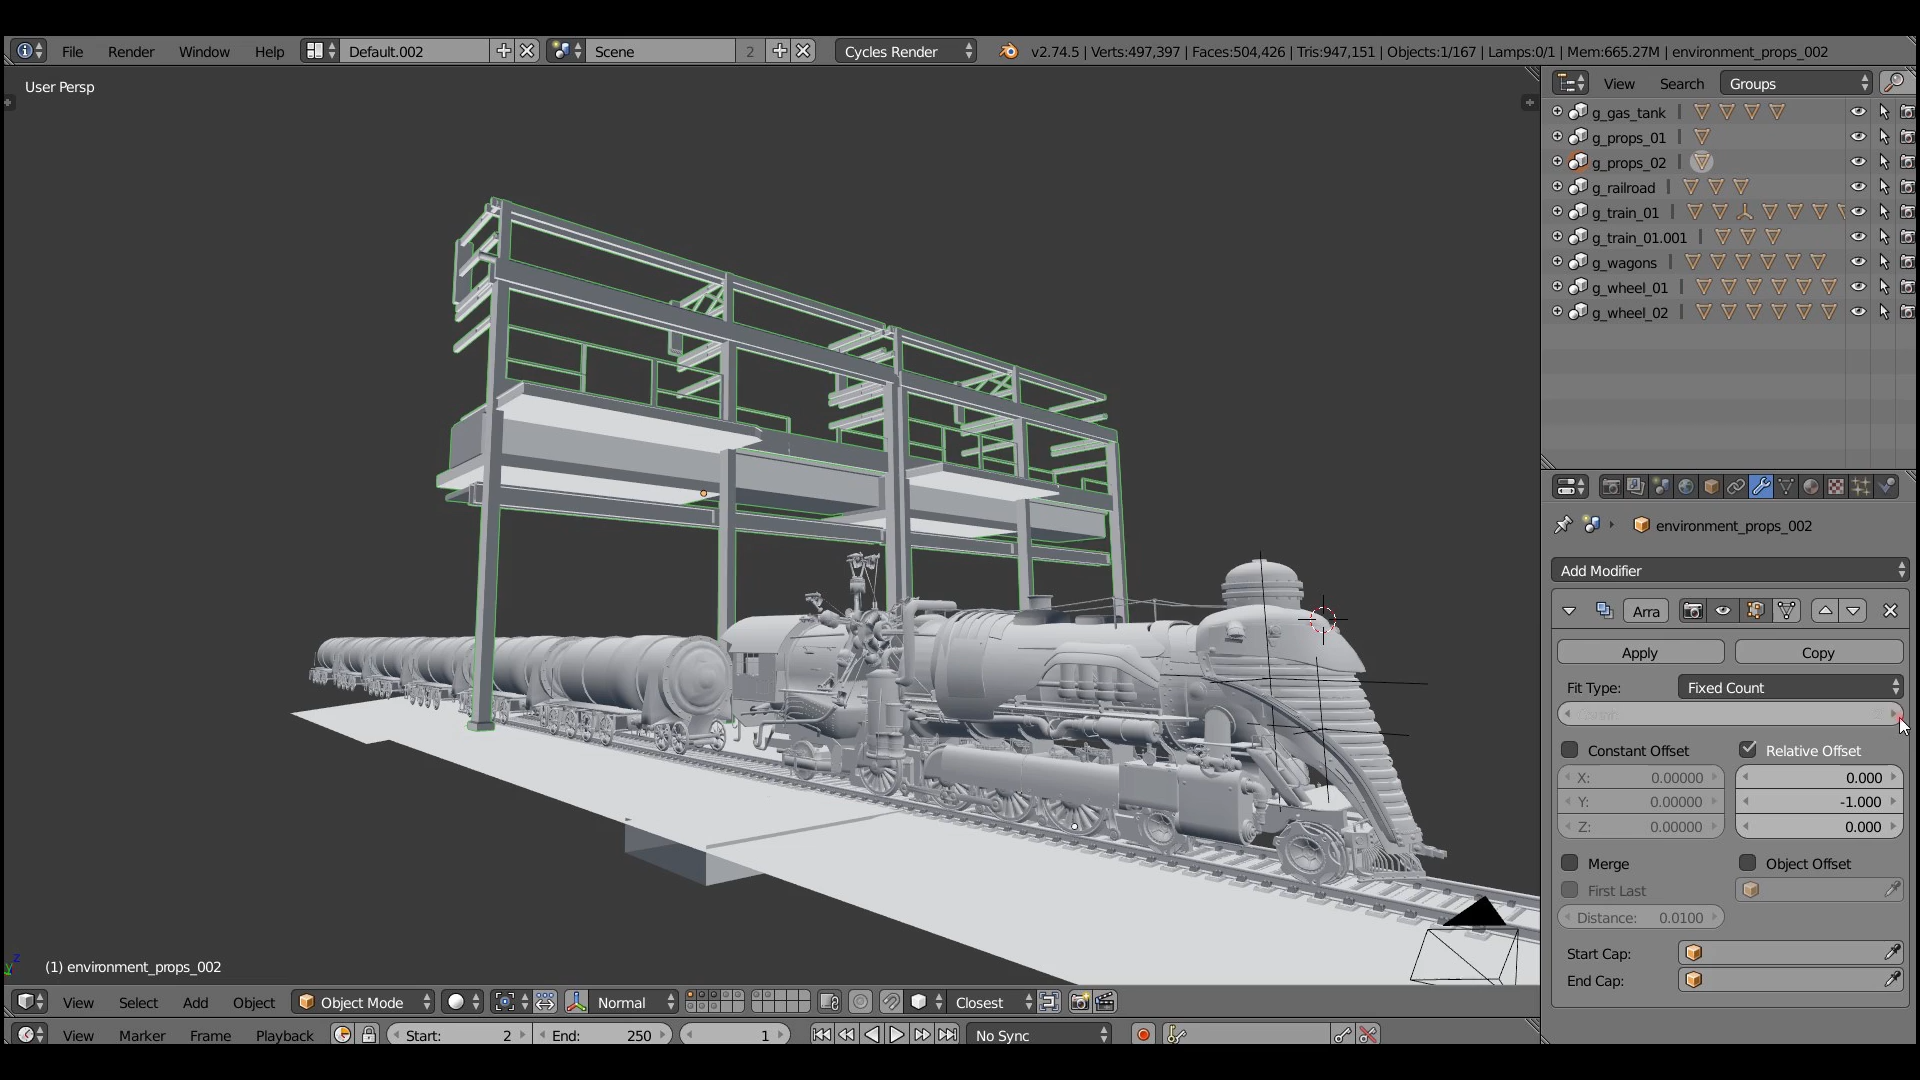 File Render Window Help Default.002 Scene 2 Cycles Render v2.74.5 | Verts:497,397 | Faces:504,426 | Tris:947,151 | Objects:1/167 | Lamps:0/1 | Mem:665.27M | environment_props_002
User Persp
View Search Groups
g_gas_tank
g_props_01
g_props_02
g_railroad
g_train_01
g_train_01.001
g_wagons
g_wheel_01
g_wheel_02
environment_props_002
Add Modifier
Arra
Apply Copy
Fit Type: Fixed Count
Constant Offset Relative Offset
X: 0.00000 0.000
Y: 0.00000 -1.000
Z: 0.00000 0.000
Merge Object Offset
First Last
Distance: 0.0100
Start Cap:
End Cap:
z
y
(1) environment_props_002
View Select Add Object Object Mode Normal Closest
View Marker Frame Playback Start: 2 End: 250 1 No Sync